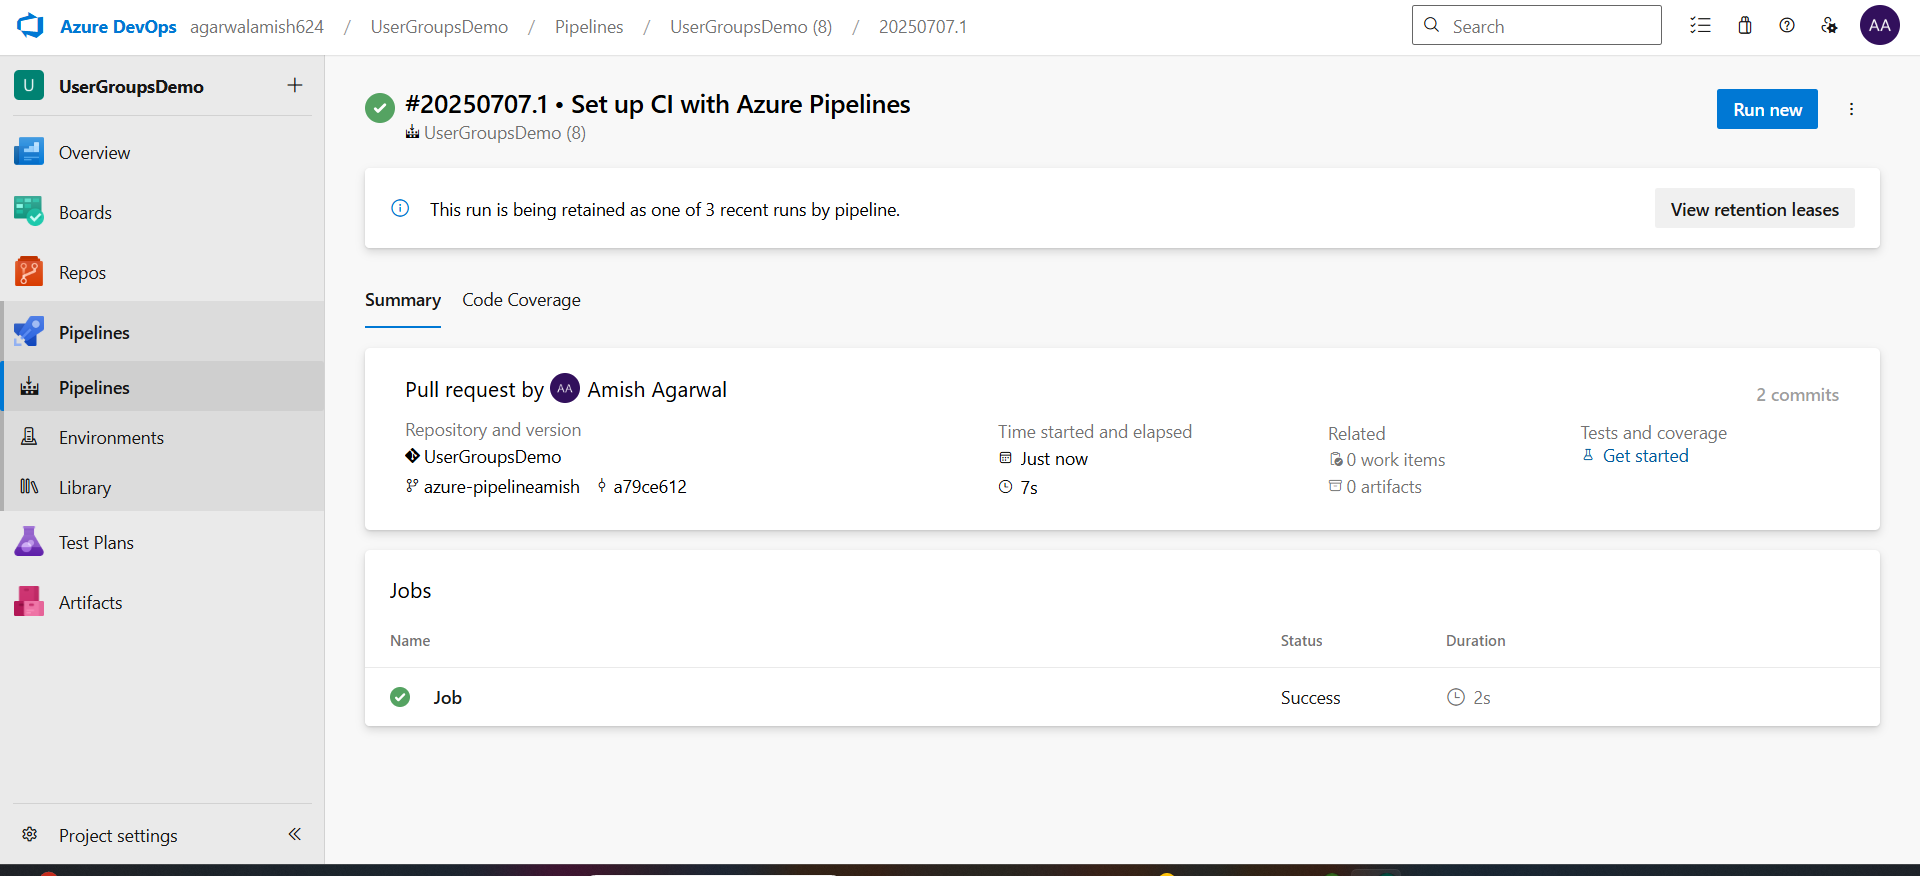 Azure DevOps agarwalamish624 / UserGroupsDemo / Pipelines / UserGroupsDemo (8) / 20250707.1
Search
AA
U UserGroupsDemo +
Overview
Boards
Repos
Pipelines
Pipelines
Environments
Library
Test Plans
Artifacts
Project settings
#20250707.1 • Set up CI with Azure Pipelines
UserGroupsDemo (8)
Run new
This run is being retained as one of 3 recent runs by pipeline.
View retention leases
Summary Code Coverage
Pull request by AA Amish Agarwal
2 commits
Repository and version
UserGroupsDemo
azure-pipelineamish a79ce612
Time started and elapsed
Just now
7s
Related
0 work items
0 artifacts
Tests and coverage
Get started
Jobs
Name Status Duration
Job Success 2s